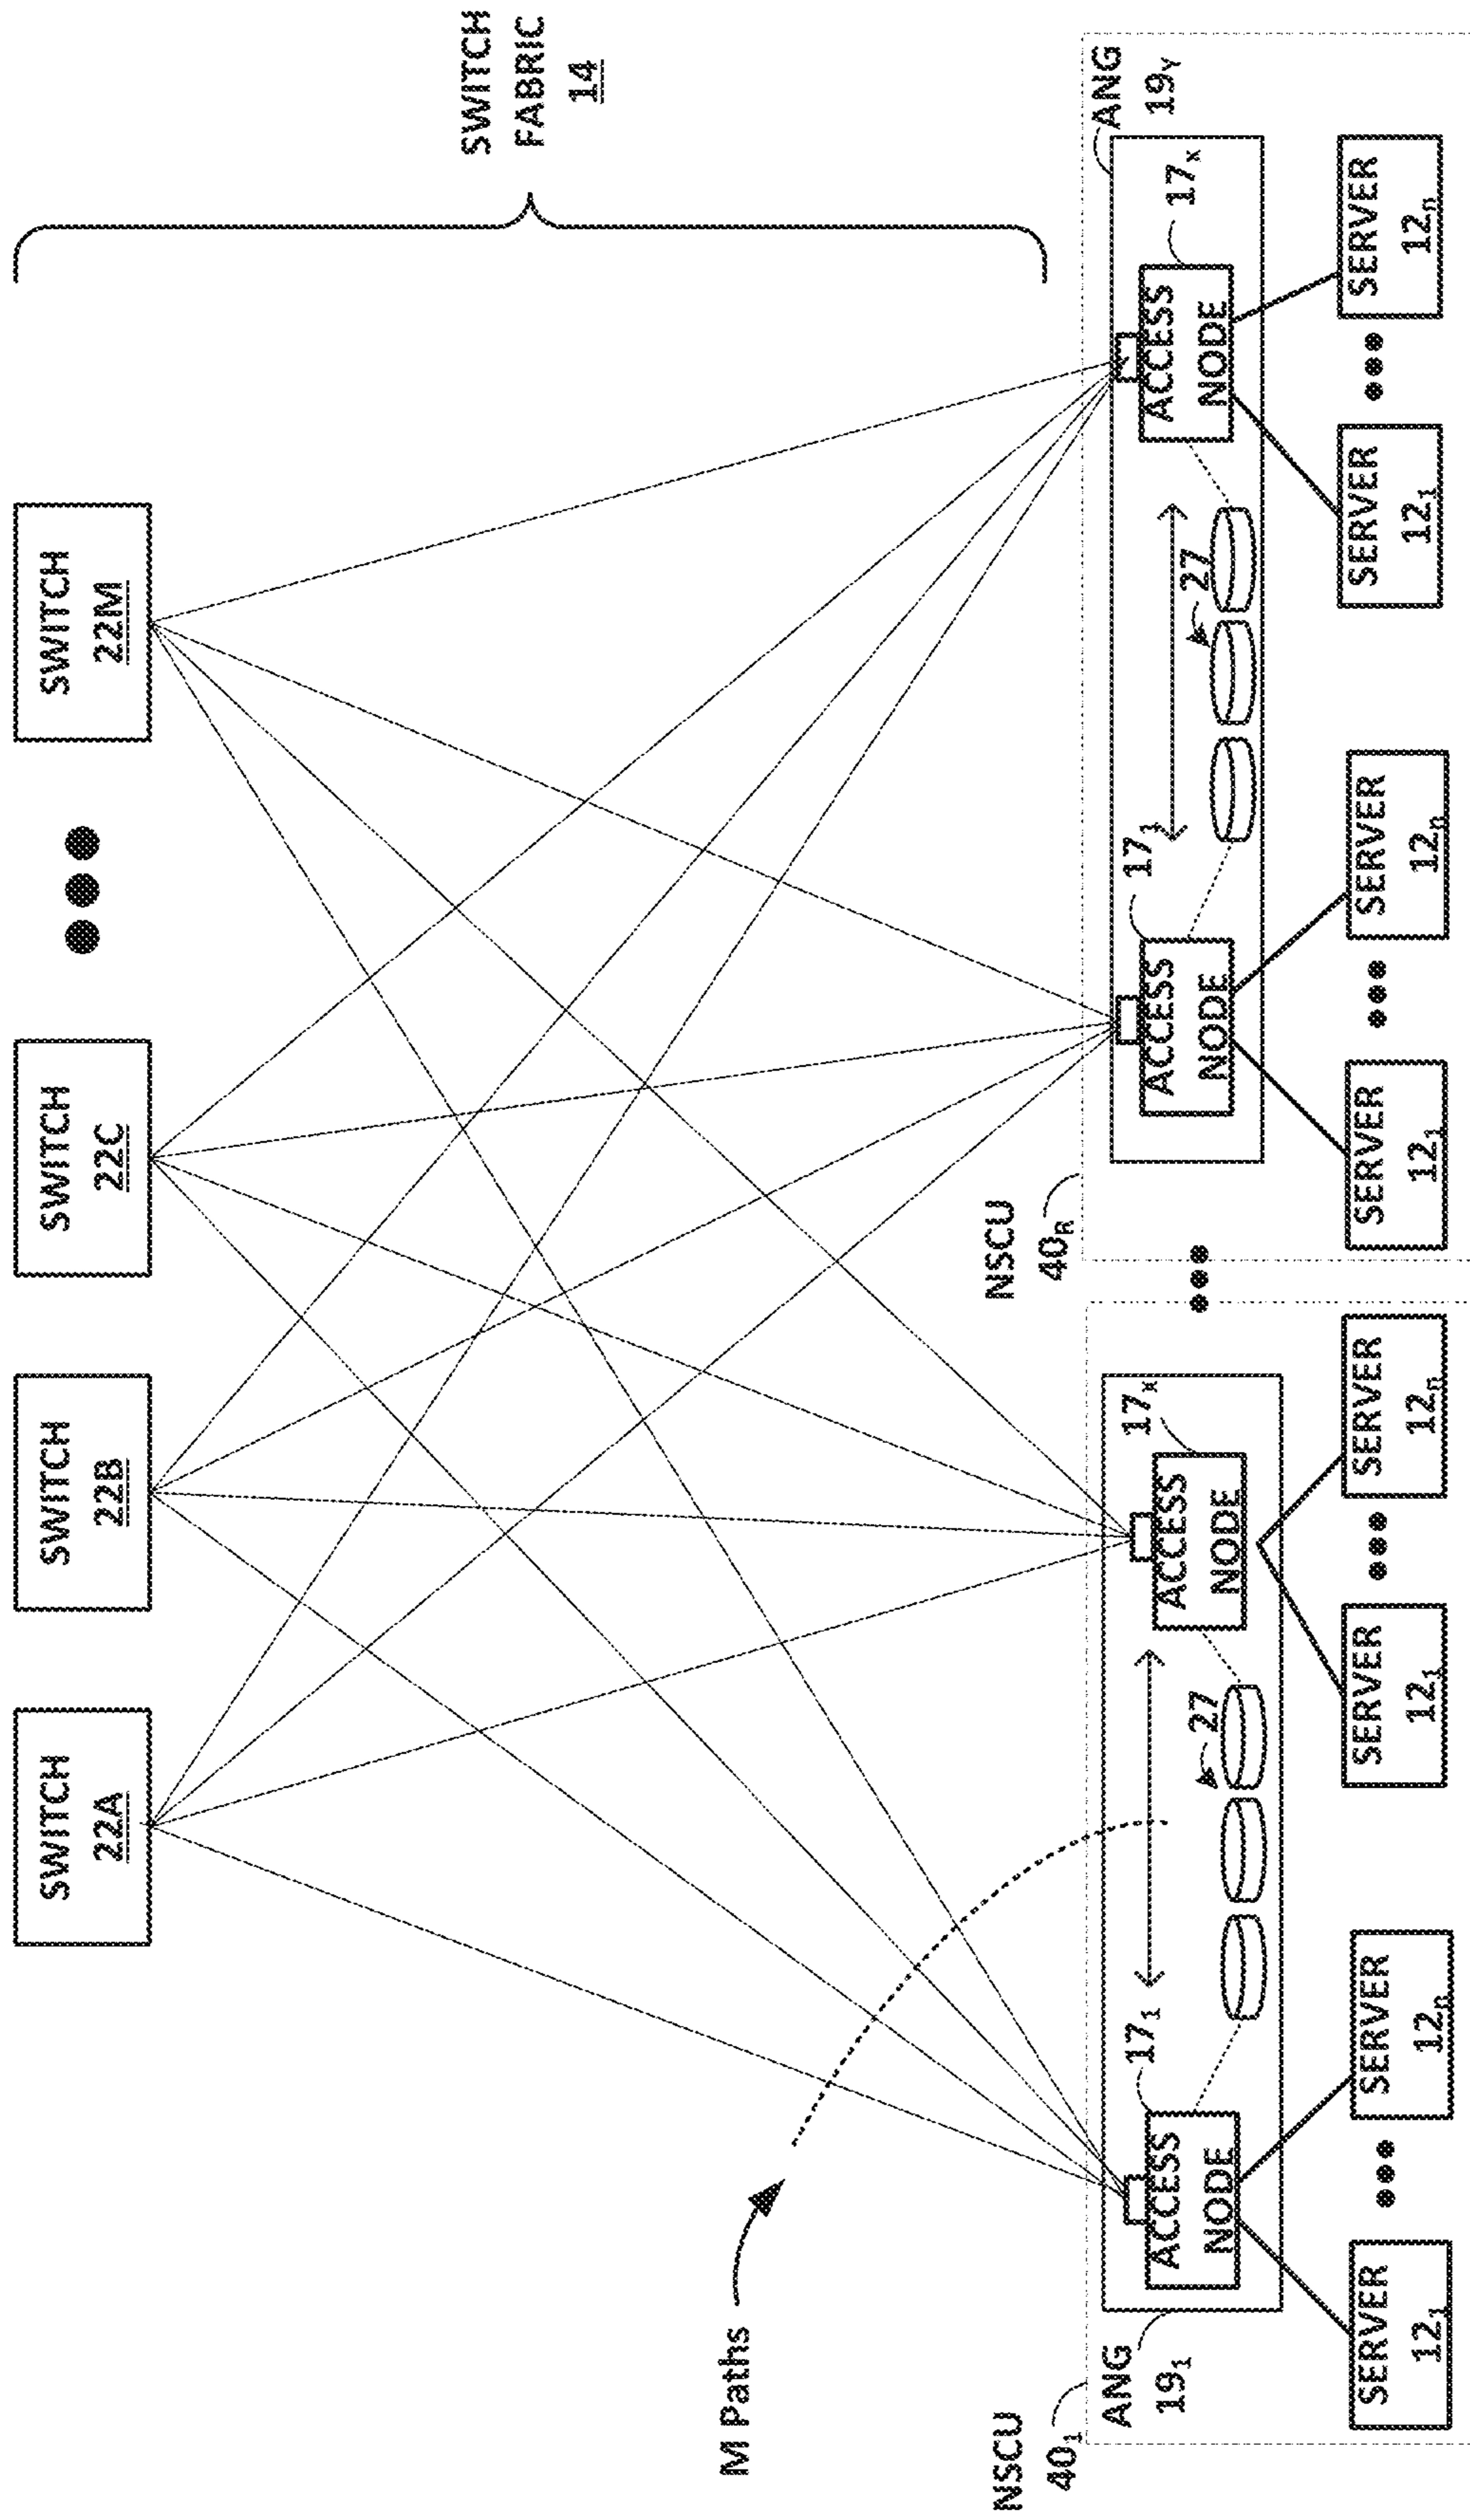 SWITCH
22A
SWITCH
22B
SWITCH
22C
SWITCH
22M
SWITCH
FABRIC
14
M Paths
NSCU
40₁
ANG
19₁
17₁
ACCESS
NODE
27
17ₓ
ACCESS
NODE
SERVER
12₁
SERVER
12ₙ
SERVER
12₁
SERVER
12ₙ
NSCU
40_R
ANG
19_Y
17₁
ACCESS
NODE
27
17ₓ
ACCESS
NODE
SERVER
12₁
SERVER
12ₙ
SERVER
12₁
SERVER
12ₙ